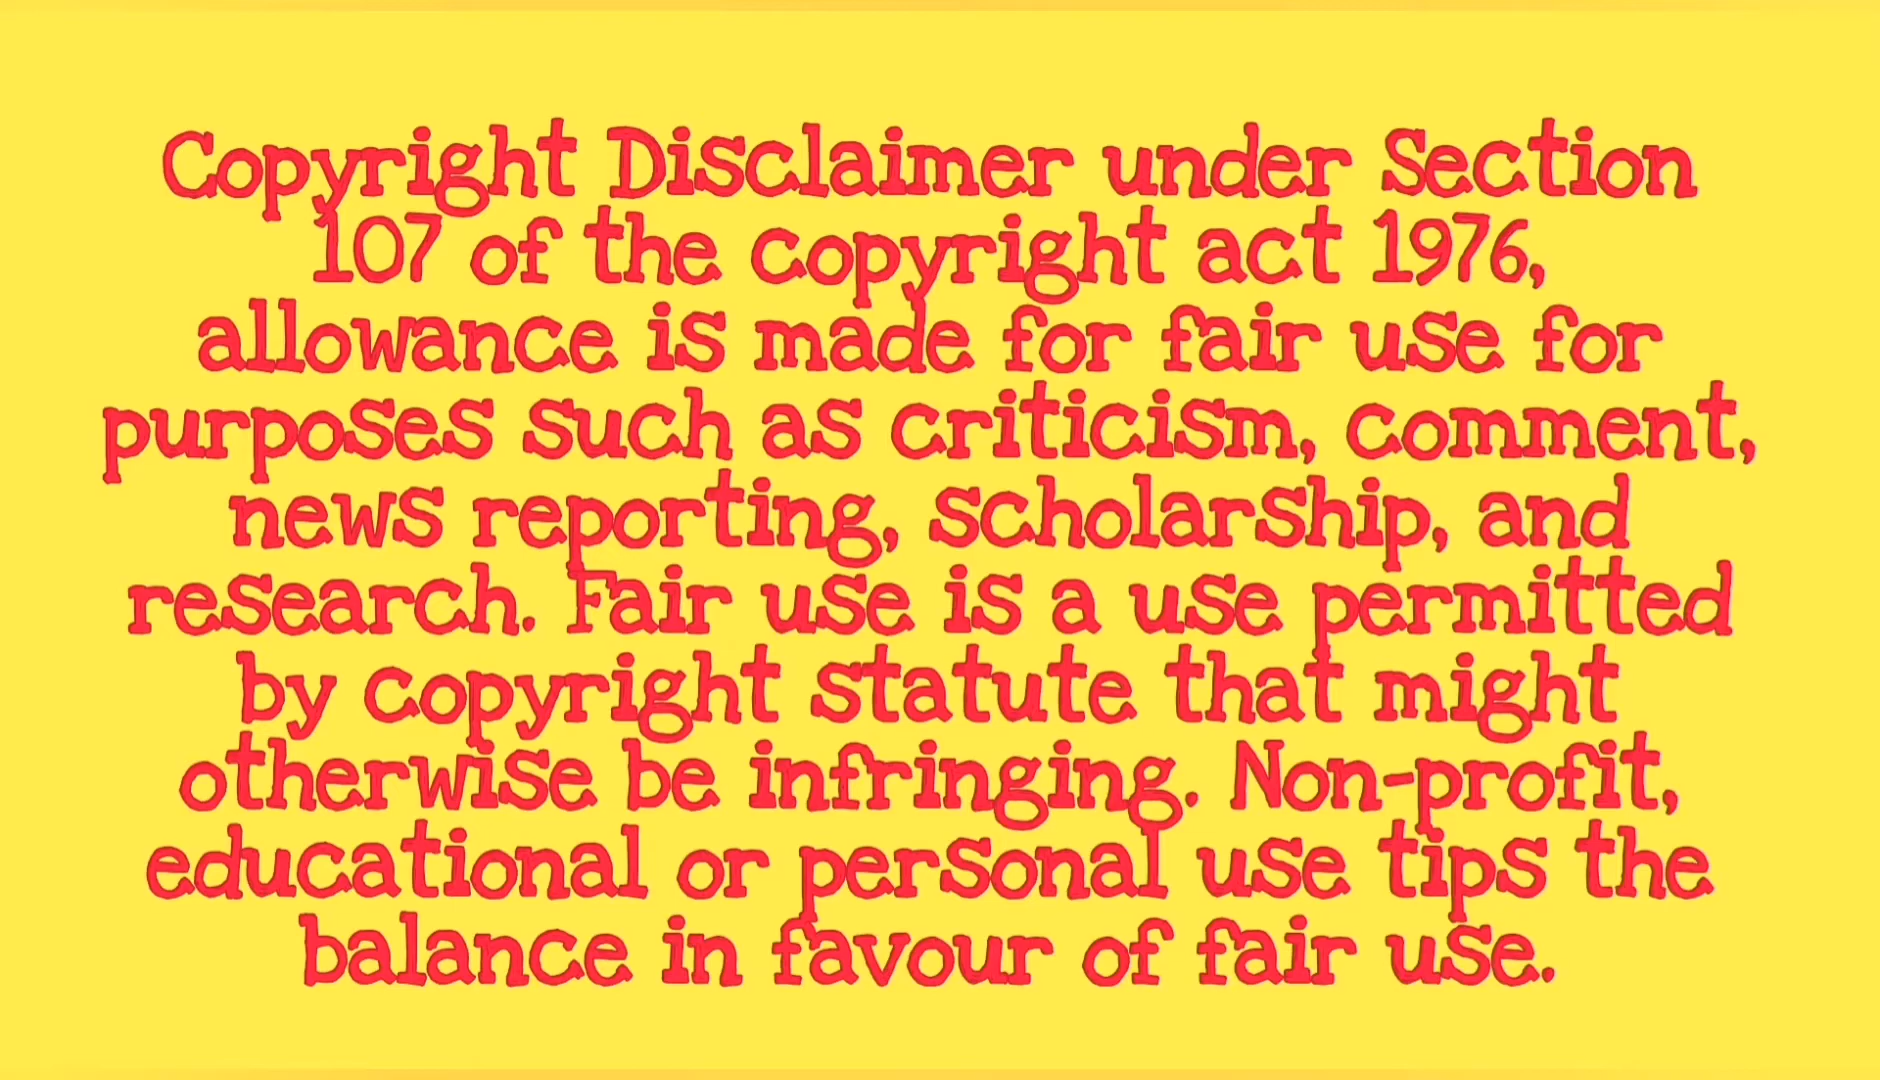 Copyright Disclaimer under Section
107 of the copyright act 1976,
allowance is made for fair use for
purposes such as criticism, comment,
news reporting, scholarship, and
research. Fair use is a use permitted
by copyright statute that might
otherwise be infringing. Non-profit,
educational or personal use tips the
balance in favour of fair use.